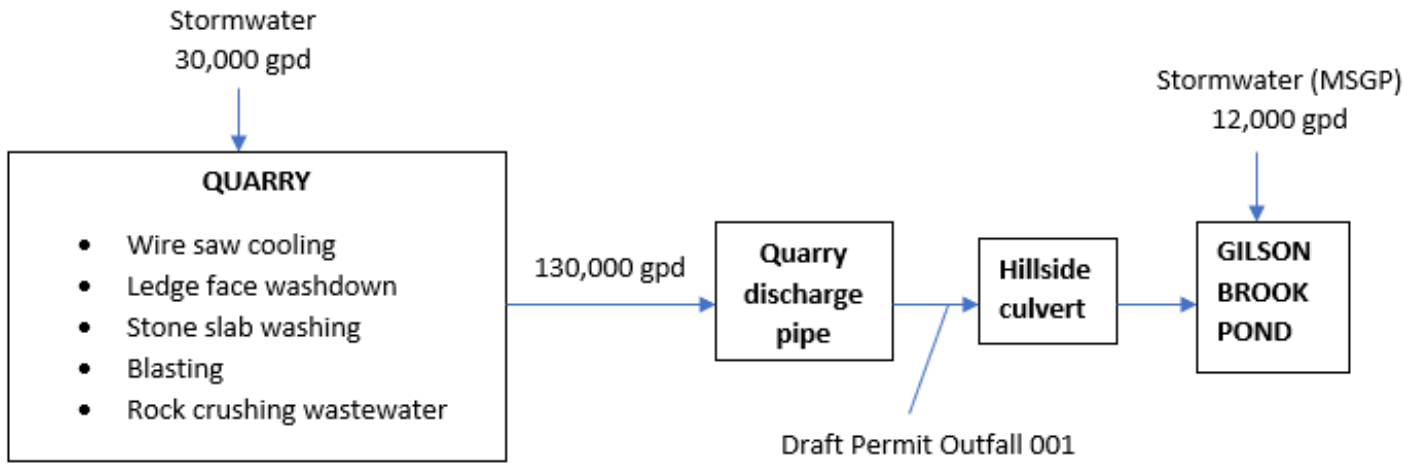 Stormwater
30,000 gpd
Stormwater (MSGP)
12,000 gpd
QUARRY
• Wire saw cooling
• Ledge face washdown
• Stone slab washing
• Blasting
• Rock crushing wastewater
130,000 gpd
Quarry
discharge
pipe
Hillside
culvert
GILSON
BROOK
POND
Draft Permit Outfall 001